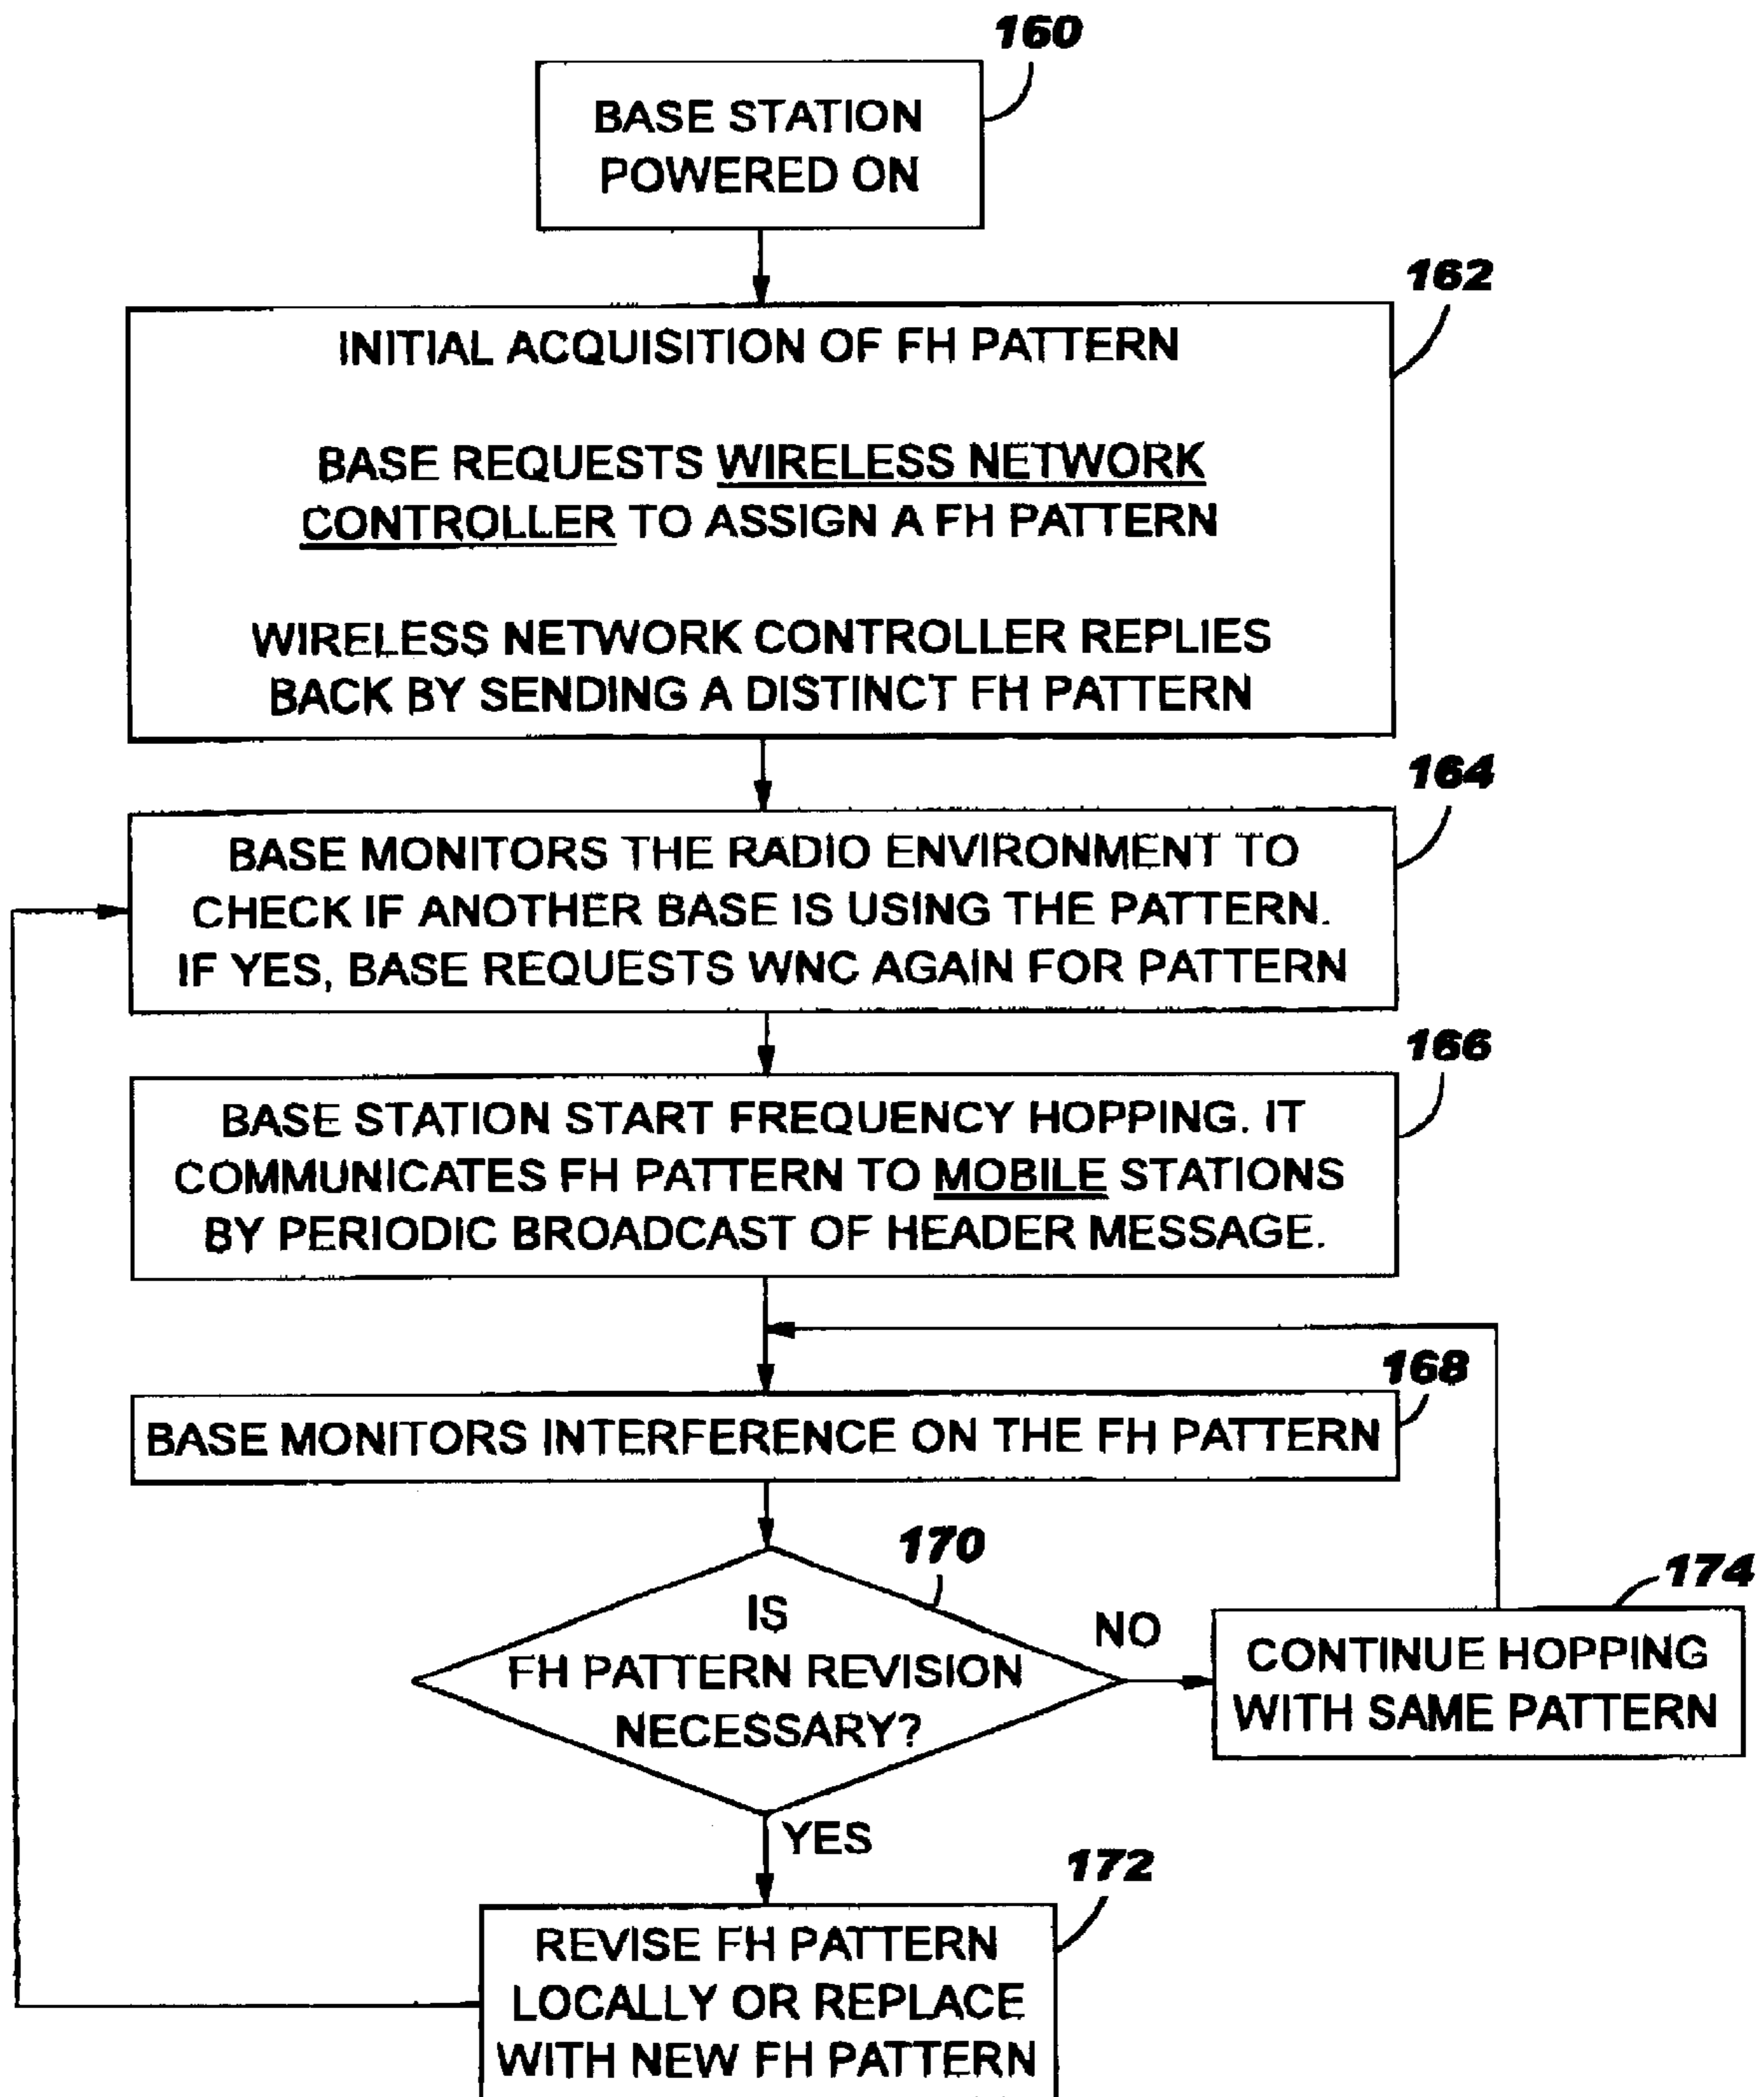 160
BASE STATION
POWERED ON
162
INITIAL ACQUISITION OF FH PATTERN
BASE REQUESTS WIRELESS NETWORK
CONTROLLER TO ASSIGN A FH PATTERN
WIRELESS NETWORK CONTROLLER REPLIES
BACK BY SENDING A DISTINCT FH PATTERN
164
BASE MONITORS THE RADIO ENVIRONMENT TO
CHECK IF ANOTHER BASE IS USING THE PATTERN.
IF YES, BASE REQUESTS WNC AGAIN FOR PATTERN
166
BASE STATION START FREQUENCY HOPPING. IT
COMMUNICATES FH PATTERN TO MOBILE STATIONS
BY PERIODIC BROADCAST OF HEADER MESSAGE.
168
BASE MONITORS INTERFERENCE ON THE FH PATTERN
170
IS
FH PATTERN REVISION
NECESSARY?
NO
174
CONTINUE HOPPING
WITH SAME PATTERN
YES
172
REVISE FH PATTERN
LOCALLY OR REPLACE
WITH NEW FH PATTERN